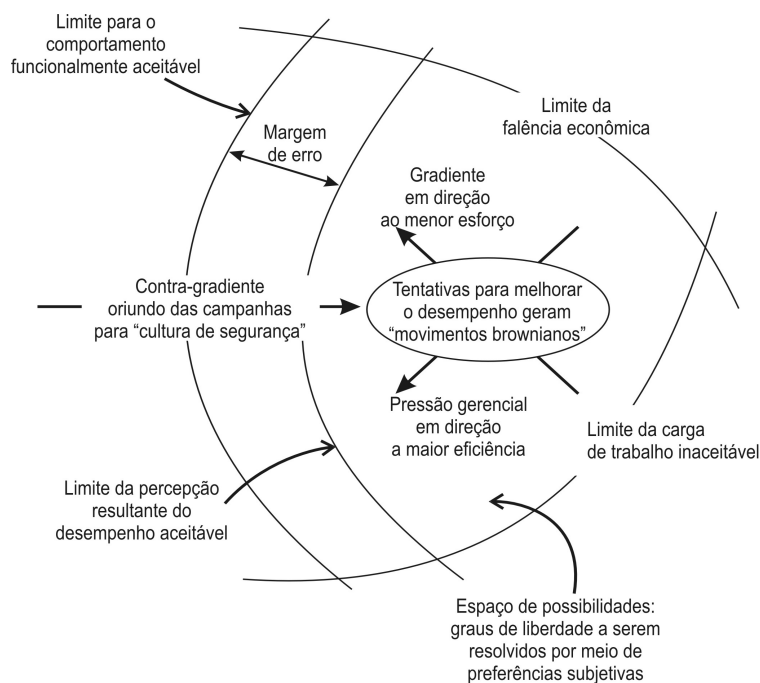 Limite para o
comportamento
funcionalmente aceitável
Limite da
falência econômica
Margem
de erro
Gradiente
em direção
ao menor esforço
Contra-gradiente
oriundo das campanhas
para “cultura de segurança”
Tentativas para melhorar
o desempenho geram
“movimentos brownianos”
Pressão gerencial
em direção
a maior eficiência
Limite da carga
de trabalho inaceitável
Limite da percepção
resultante do
desempenho aceitável
Espaço de possibilidades:
graus de liberdade a serem
resolvidos por meio de
preferências subjetivas